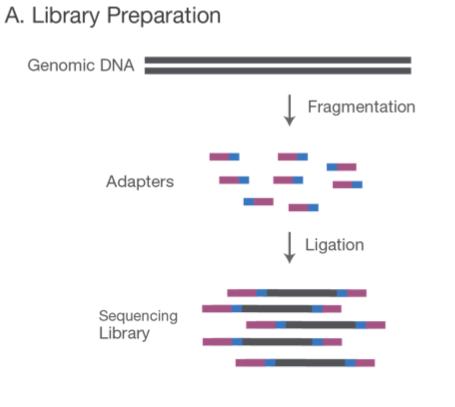 A. Library Preparation
Genomic DNA
Fragmentation
Adapters
Ligation
Sequencing
Library